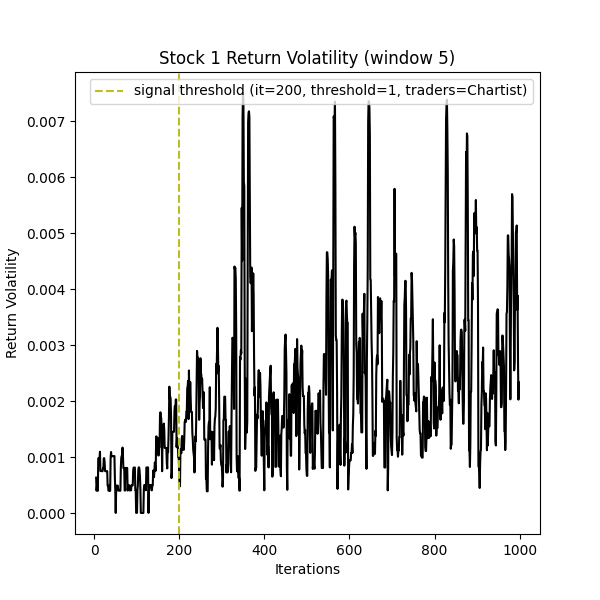 Stock 1 Return Volatility (window 5)
signal threshold (it=200, threshold=1, traders=Chartist)
Return Volatility
0.007
0.006
0.005
0.004
0.003
0.002
0.001
0.000
0 200 400 600 800 1000
Iterations